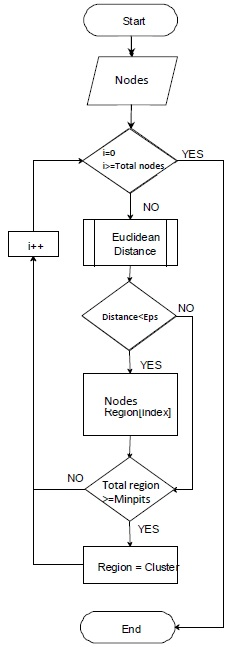 Start
Nodes
i=0
i>=Total nodes
YES
NO
i++
Euclidean
Distance
Distance<Eps
NO
YES
Nodes
Region[index]
NO
Total region
>=Minpits
YES
Region = Cluster
End